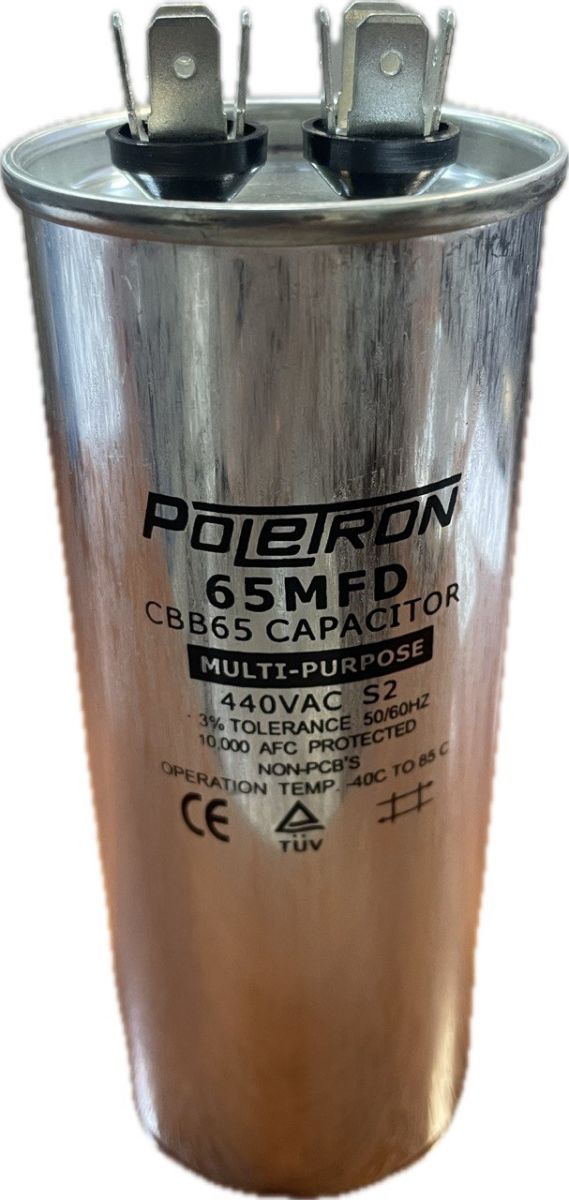 POLETRON
65MFD
CBB65 CAPACITOR
MULTI-PURPOSE
440VAC S2
3% TOLERANCE 50/60HZ
10,000 AFC PROTECTED
NON-PCB'S
OPERATION TEMP. -40C TO 85 C
CE
TÜV